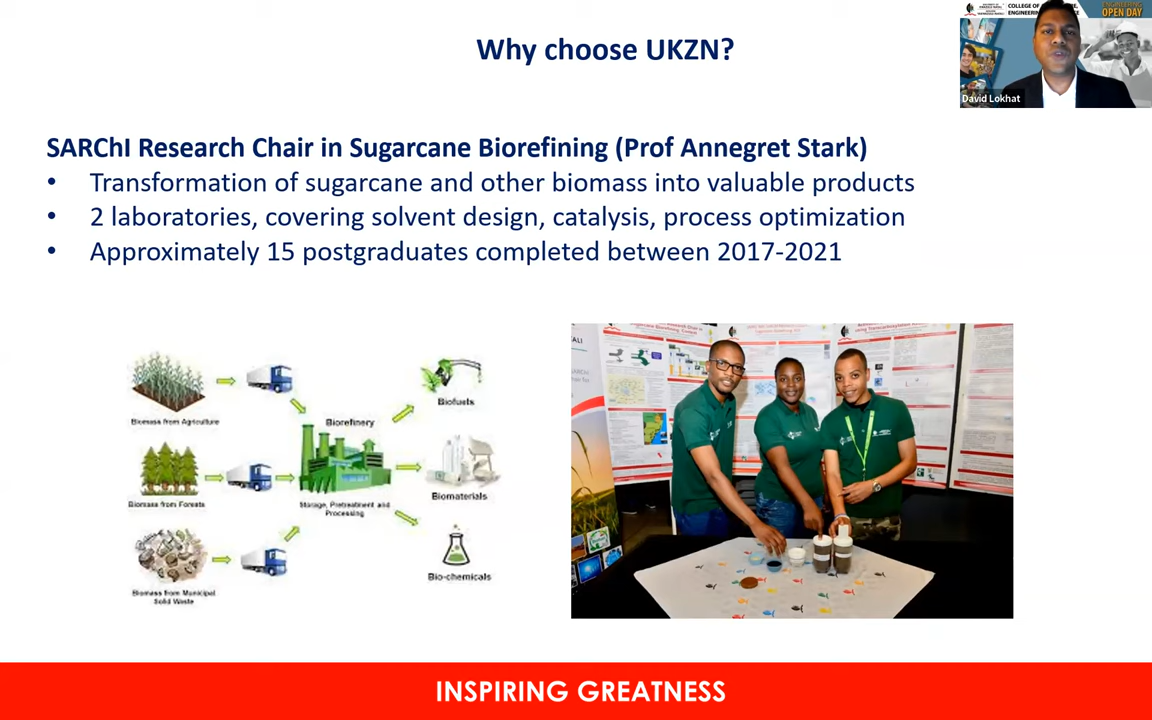 Why choose UKZN?
COLLEGE OF
ENGINEERING
OPEN DAY
David Lokhat
SARChI Research Chair in Sugarcane Biorefining (Prof Annegret Stark)
• Transformation of sugarcane and other biomass into valuable products
• 2 laboratories, covering solvent design, catalysis, process optimization
• Approximately 15 postgraduates completed between 2017-2021
Biomass from Agriculture
Biorefinery
Biofuels
Biomass from Forests
Storage, Pretreatment and
Processing
Biomaterials
Biomass from Municipal
Solid Waste
Bio-chemicals
INSPIRING GREATNESS